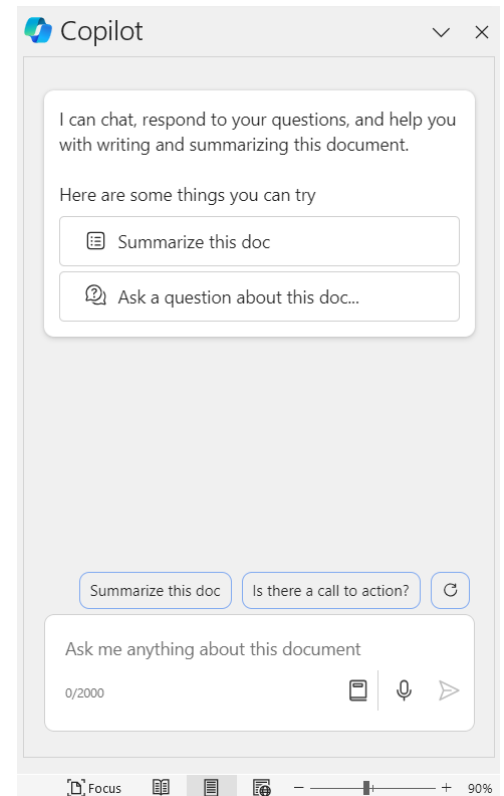 Copilot
I can chat, respond to your questions, and help you
with writing and summarizing this document.
Here are some things you can try
Summarize this doc
Ask a question about this doc...
Summarize this doc
Is there a call to action?
Ask me anything about this document
0/2000
Focus
90%